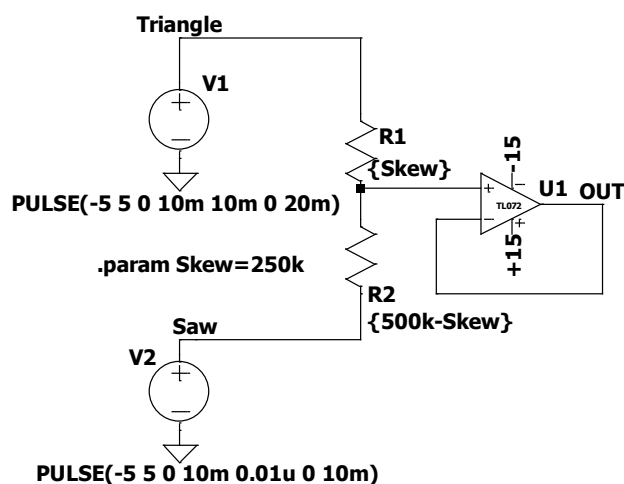 Triangle
V1
R1
{Skew}
-15
U1
OUT
TL072
PULSE(-5 5 0 10m 10m 0 20m)
+15
.param Skew=250k
R2
{500k-Skew}
Saw
V2
PULSE(-5 5 0 10m 0.01u 0 10m)